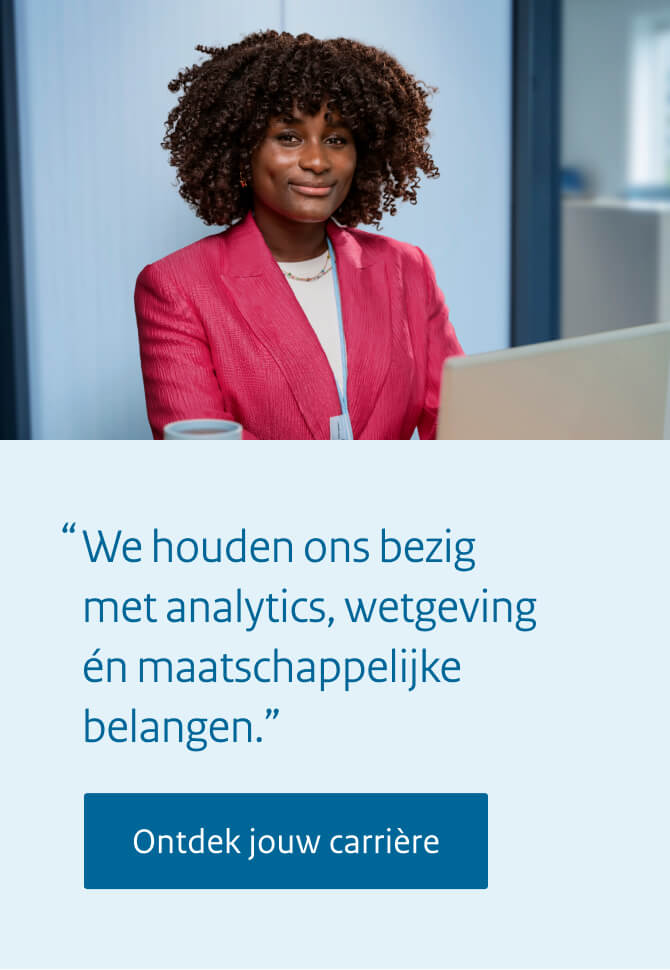 “We houden ons bezig
met analytics, wetgeving
én maatschappelijke
belangen.”
Ontdek jouw carrière